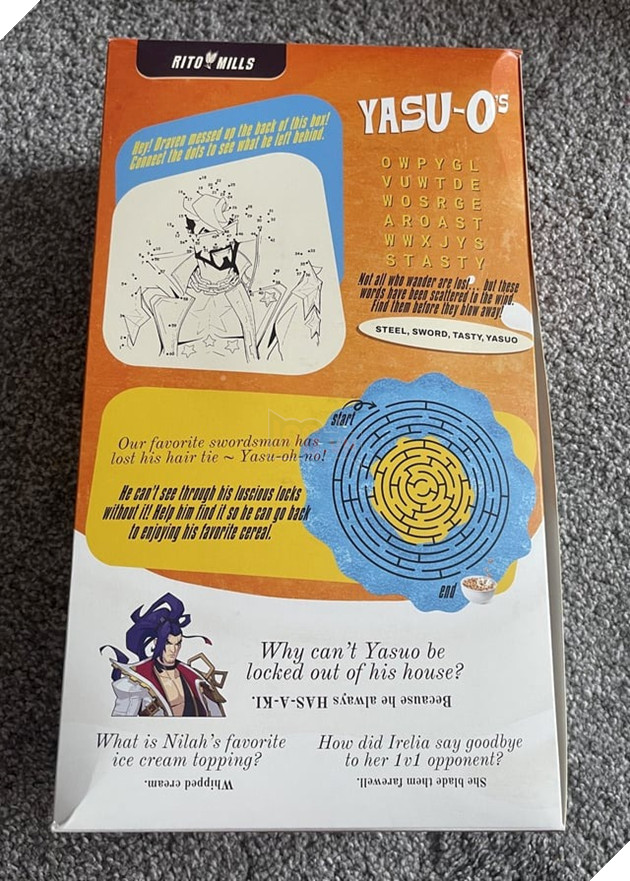 RITO MILLS
Hey! Draven messed up the back of this box!
Connect the dots to see what he left behind.
YASU-O'S
O W P Y G L
V U W T D E
W O S R G E
A R O A S T
W W X J Y S
S T A S T Y
Not all who wander are lost... but these
words have been scattered to the wind.
Find them before they blow away!
STEEL, SWORD, TASTY, YASUO
Our favorite swordsman has
lost his hair tie ~ Yasu-oh-no!
He can't see through his luscious locks
without it! Help him find it so he can go back
to enjoying his favorite cereal.
start
end
Why can't Yasuo be
locked out of his house?
Because he always HAS-A-KI.
What is Nilah's favorite
ice cream topping?
Whipped cream.
How did Irelia say goodbye
to her 1v1 opponent?
She blade them farewell.